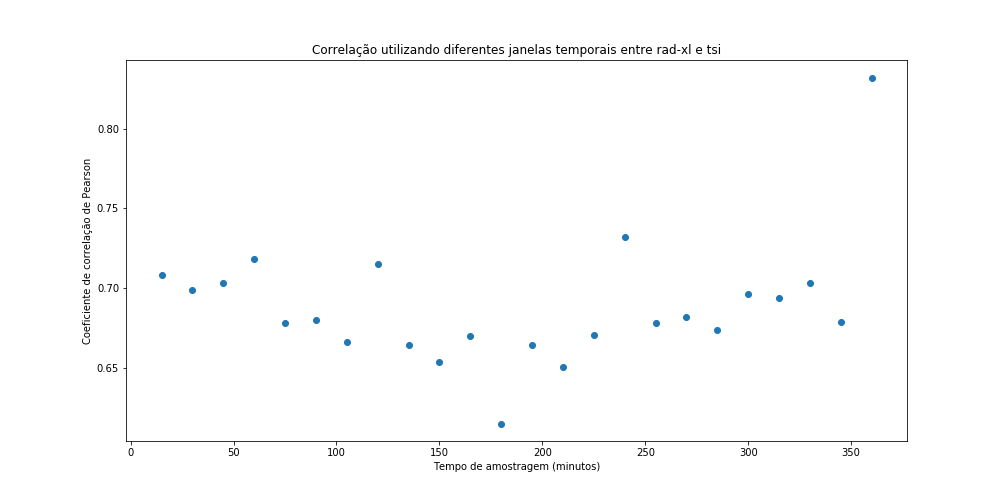 Correlação utilizando diferentes janelas temporais entre rad-xl e tsi
Coeficiente de correlação de Pearson
0.80
0.75
0.70
0.65
0 50 100 150 200 250 300 350
Tempo de amostragem (minutos)